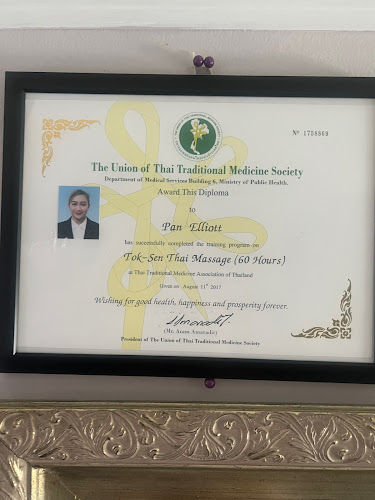 Nº 1758869
The Union of Thai Traditional Medicine Society
Department of Medical Services Building 6, Ministry of Public Health.
Award This Diploma
to
Pan Elliott
has successfully completed the training program on
Tok-Sen Thai Massage (60 Hours)
at Thai Traditional Medicine Association of Thailand
Given on August 11th 2017
Wishing for good health, happiness and prosperity forever.
President of The Union of Thai Traditional Medicine Society